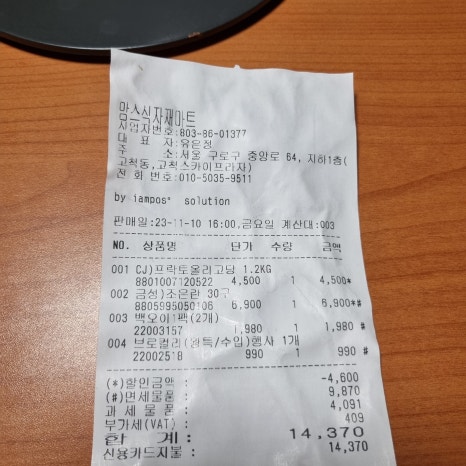 맘스식자재마트
사업자번호:803-86-01377
대 표 자:유은정
주 소:서울 구로구 중앙로 64, 지하1층(
고척동,고척스카이프라자)
전 화 번호:010-5035-9511
by iampos* solution
판매일:23-11-10 16:00,금요일 계산대:003
NO. 상품명 단가 수량 금액
001 CJ)프락토올리고당 1.2KG
8801007120522 4,500 1 4,500*
002 금성)조은란 30구
8805995050106 6,900 1 6,900*#
003 백오이1팩(2개)
22003157 1,980 1 1,980 #
004 브로컬리(완특/수입)행사 1개
22002518 990 1 990 #
(*)할인금액 : -4,600
(#)면세물품 : 9,870
과 세 물 품 : 4,091
부가세(VAT) : 409
합 계: 14,370
신용카드지불 : 14,370